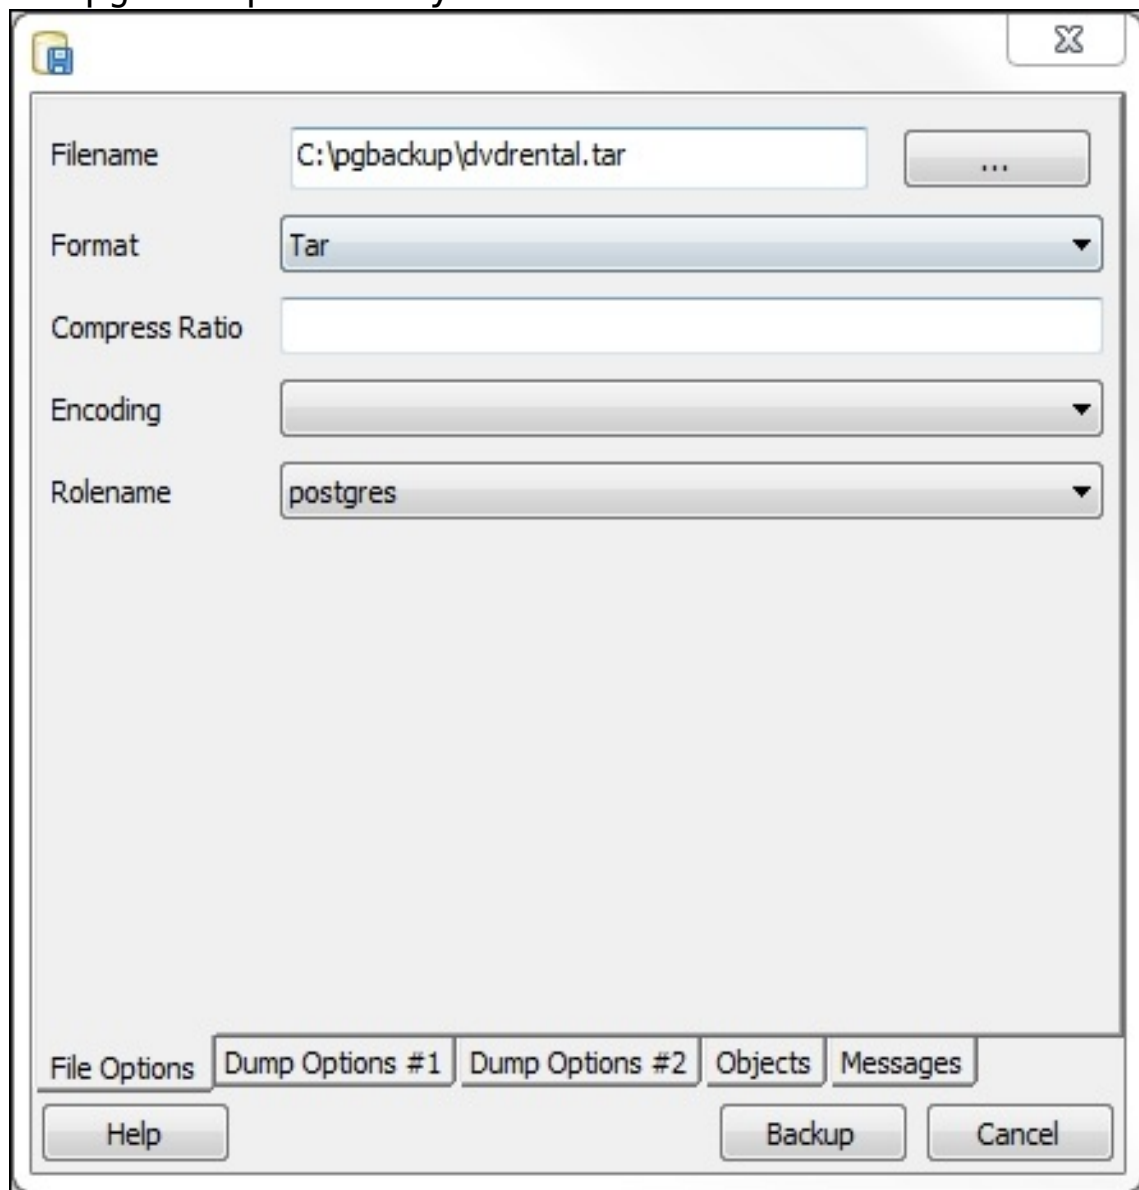 Filename
C:\pgbackup\dvdrental.tar
...
Format
Tar
Compress Ratio
Encoding
Rolename
postgres
File Options
Dump Options #1
Dump Options #2
Objects
Messages
Help
Backup
Cancel